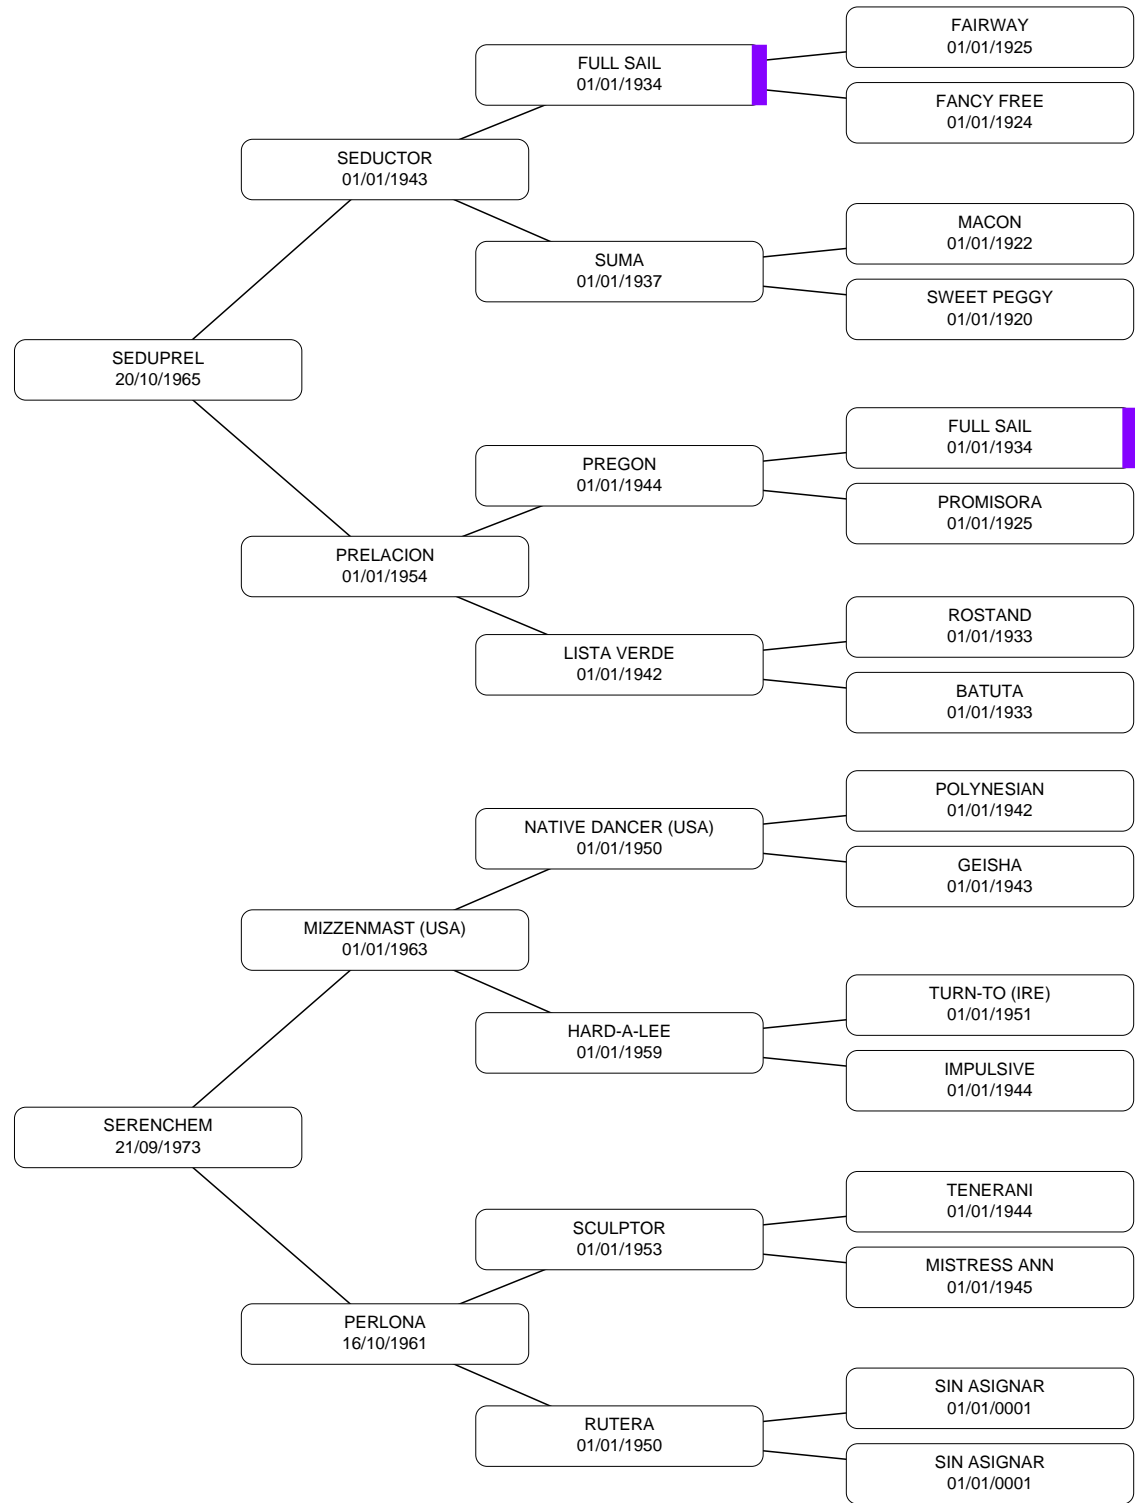 FAIRWAY
01/01/1925
FULL SAIL
01/01/1934
FANCY FREE
01/01/1924
SEDUCTOR
01/01/1943
MACON
01/01/1922
SUMA
01/01/1937
SWEET PEGGY
01/01/1920
SEDUPREL
20/10/1965
FULL SAIL
01/01/1934
PREGON
01/01/1944
PROMISORA
01/01/1925
PRELACION
01/01/1954
ROSTAND
01/01/1933
LISTA VERDE
01/01/1942
BATUTA
01/01/1933
POLYNESIAN
01/01/1942
NATIVE DANCER (USA)
01/01/1950
GEISHA
01/01/1943
MIZZENMAST (USA)
01/01/1963
TURN-TO (IRE)
01/01/1951
HARD-A-LEE
01/01/1959
IMPULSIVE
01/01/1944
SERENCHEM
21/09/1973
TENERANI
01/01/1944
SCULPTOR
01/01/1953
MISTRESS ANN
01/01/1945
PERLONA
16/10/1961
SIN ASIGNAR
01/01/0001
RUTERA
01/01/1950
SIN ASIGNAR
01/01/0001